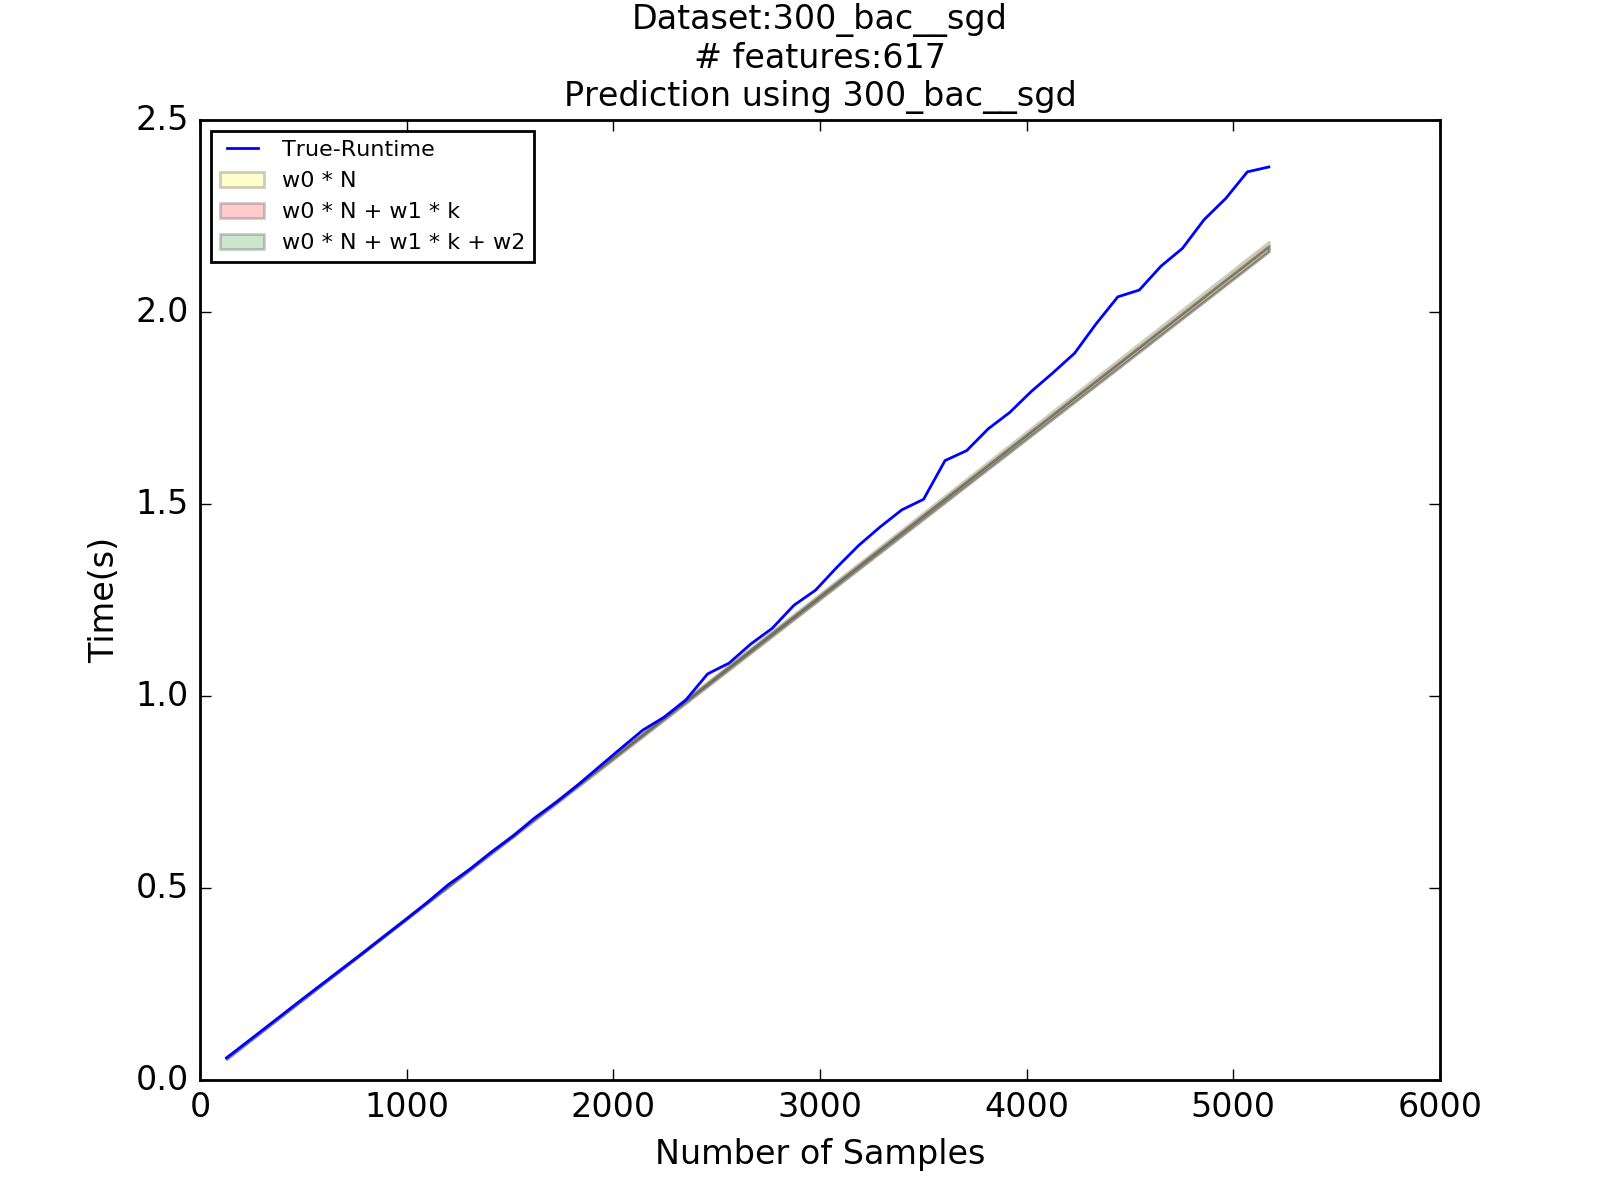 Dataset:300_bac__sgd
# features:617
Prediction using 300_bac__sgd
2.5
True-Runtime
w0 * N
w0 * N + w1 * k
w0 * N + w1 * k + w2
2.0
1.5
Time(s)
1.0
0.5
0.0
0 1000 2000 3000 4000 5000 6000
Number of Samples